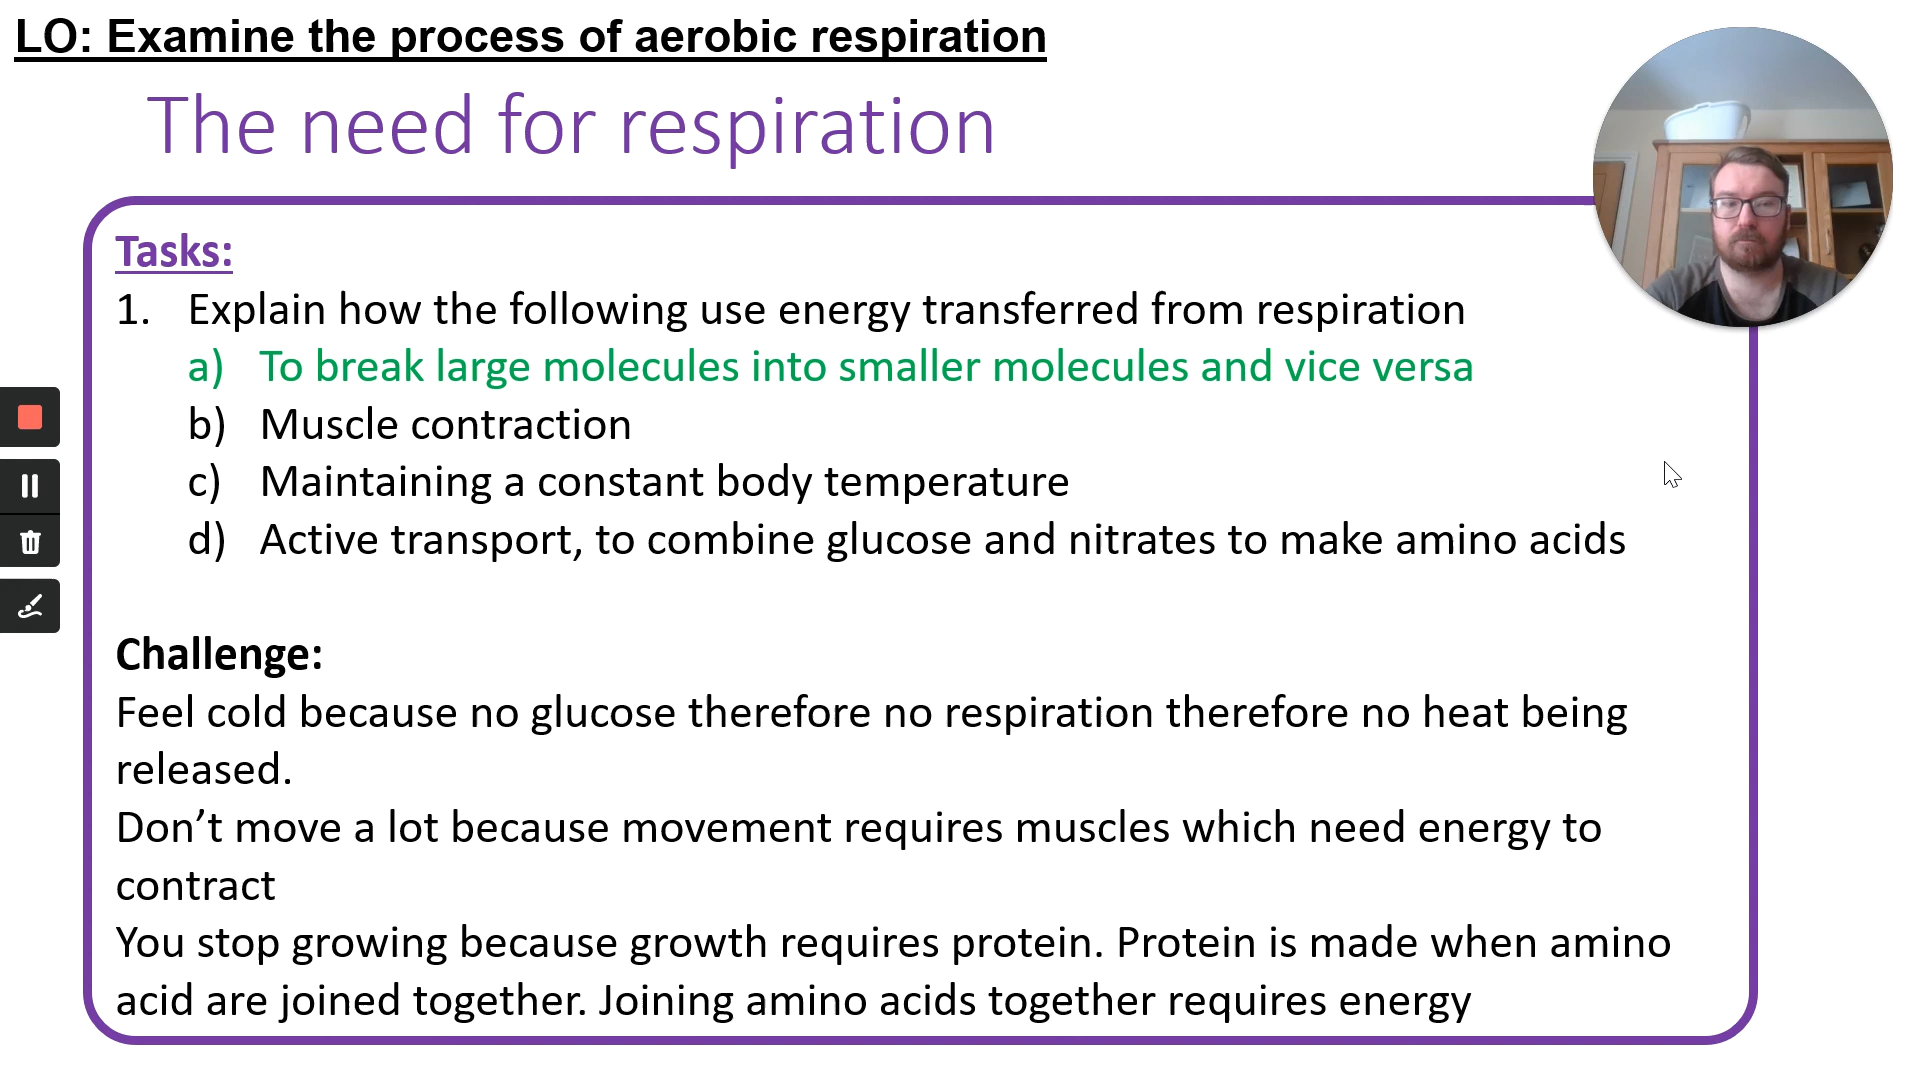 LO: Examine the process of aerobic respiration
The need for respiration
Tasks:
1. Explain how the following use energy transferred from respiration
a) To break large molecules into smaller molecules and vice versa
b) Muscle contraction
c) Maintaining a constant body temperature
d) Active transport, to combine glucose and nitrates to make amino acids
Challenge:
Feel cold because no glucose therefore no respiration therefore no heat being
released.
Don’t move a lot because movement requires muscles which need energy to
contract
You stop growing because growth requires protein. Protein is made when amino
acid are joined together. Joining amino acids together requires energy